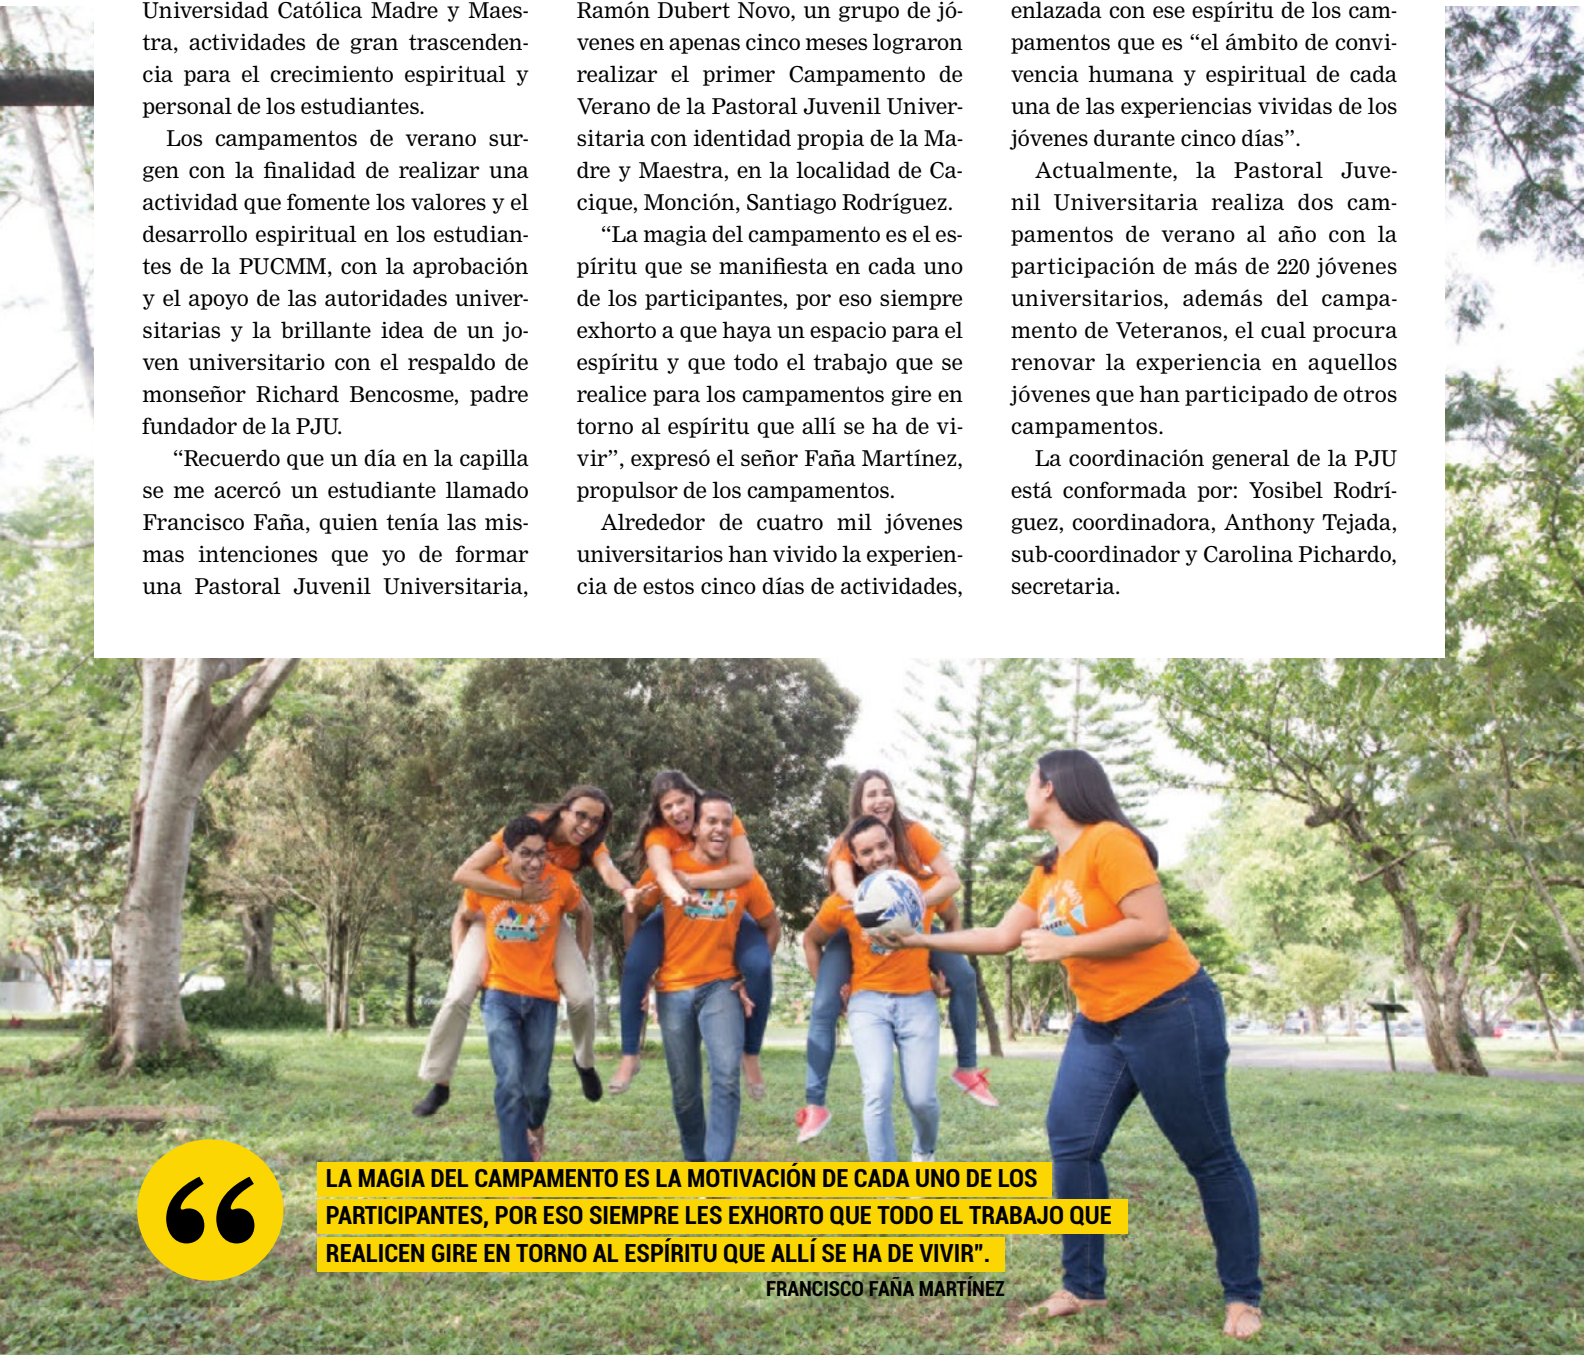 Universidad Católica Madre y Maes-
tra, actividades de gran trascenden-
cia para el crecimiento espiritual y
personal de los estudiantes.
Los campamentos de verano sur-
gen con la finalidad de realizar una
actividad que fomente los valores y el
desarrollo espiritual en los estudian-
tes de la PUCMM, con la aprobación
y el apoyo de las autoridades univer-
sitarias y la brillante idea de un jo-
ven universitario con el respaldo de
monseñor Richard Bencosme, padre
fundador de la PJU.
“Recuerdo que un día en la capilla
se me acercó un estudiante llamado
Francisco Faña, quien tenía las mis-
mas intenciones que yo de formar
una Pastoral Juvenil Universitaria,
Ramón Dubert Novo, un grupo de jó-
venes en apenas cinco meses lograron
realizar el primer Campamento de
Verano de la Pastoral Juvenil Univer-
sitaria con identidad propia de la Ma-
dre y Maestra, en la localidad de Ca-
cique, Monción, Santiago Rodríguez.
“La magia del campamento es el es-
píritu que se manifiesta en cada uno
de los participantes, por eso siempre
exhorto a que haya un espacio para el
espíritu y que todo el trabajo que se
realice para los campamentos gire en
torno al espíritu que allí se ha de vi-
vir”, expresó el señor Faña Martínez,
propulsor de los campamentos.
Alrededor de cuatro mil jóvenes
universitarios han vivido la experien-
cia de estos cinco días de actividades,
enlazada con ese espíritu de los cam-
pamentos que es “el ámbito de convi-
vencia humana y espiritual de cada
una de las experiencias vividas de los
jóvenes durante cinco días”.
Actualmente, la Pastoral Juve-
nil Universitaria realiza dos cam-
pamentos de verano al año con la
participación de más de 220 jóvenes
universitarios, además del campa-
mento de Veteranos, el cual procura
renovar la experiencia en aquellos
jóvenes que han participado de otros
campamentos.
La coordinación general de la PJU
está conformada por: Yosibel Rodrí-
guez, coordinadora, Anthony Tejada,
sub-coordinador y Carolina Pichardo,
secretaria.
“LA MAGIA DEL CAMPAMENTO ES LA MOTIVACIÓN DE CADA UNO DE LOS
PARTICIPANTES, POR ESO SIEMPRE LES EXHORTO QUE TODO EL TRABAJO QUE
REALICEN GIRE EN TORNO AL ESPÍRITU QUE ALLÍ SE HA DE VIVIR”.
FRANCISCO FAÑA MARTÍNEZ